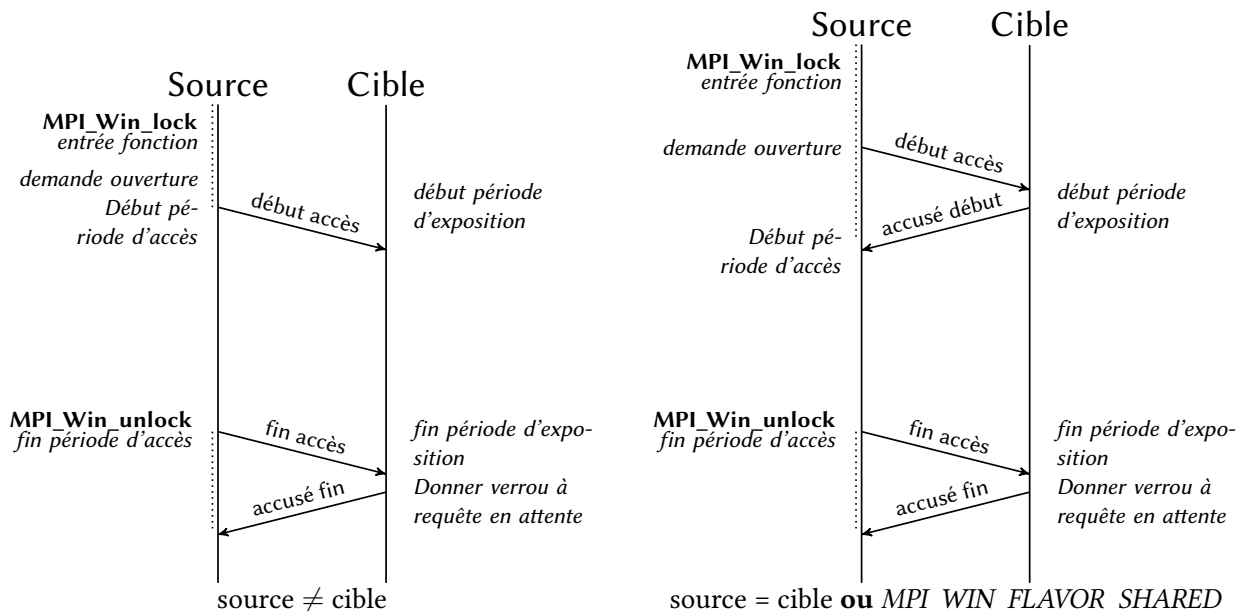 Source Cible
MPI_Win_lock
entrée fonction
demande ouverture
Début pé-
riode d'accès
début accès
début période
d'exposition
MPI_Win_unlock
fin période d'accès
fin accès
accusé fin
fin période d'expo-
sition
Donner verrou à
requête en attente
source ≠ cible
Source Cible
MPI_Win_lock
entrée fonction
demande ouverture
début accès
accusé début
Début pé-
riode d'accès
début période
d'exposition
MPI_Win_unlock
fin période d'accès
fin accès
accusé fin
fin période d'expo-
sition
Donner verrou à
requête en attente
source = cible ou MPI_WIN_FLAVOR_SHARED